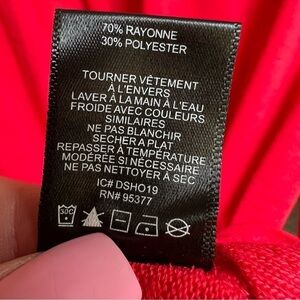 70% RAYONNE
30% POLYESTER
TOURNER VÊTEMENT
À L'ENVERS
LAVER À LA MAIN À L'EAU
FROIDE AVEC COULEURS
SIMILAIRES
NE PAS BLANCHIR
SECHER A PLAT
REPASSER À TEMPÉRATURE
MODÉRÉE SI NÉCESSAIRE
NE PAS NETTOYER À SEC
IC# DSHO19
RN# 95377